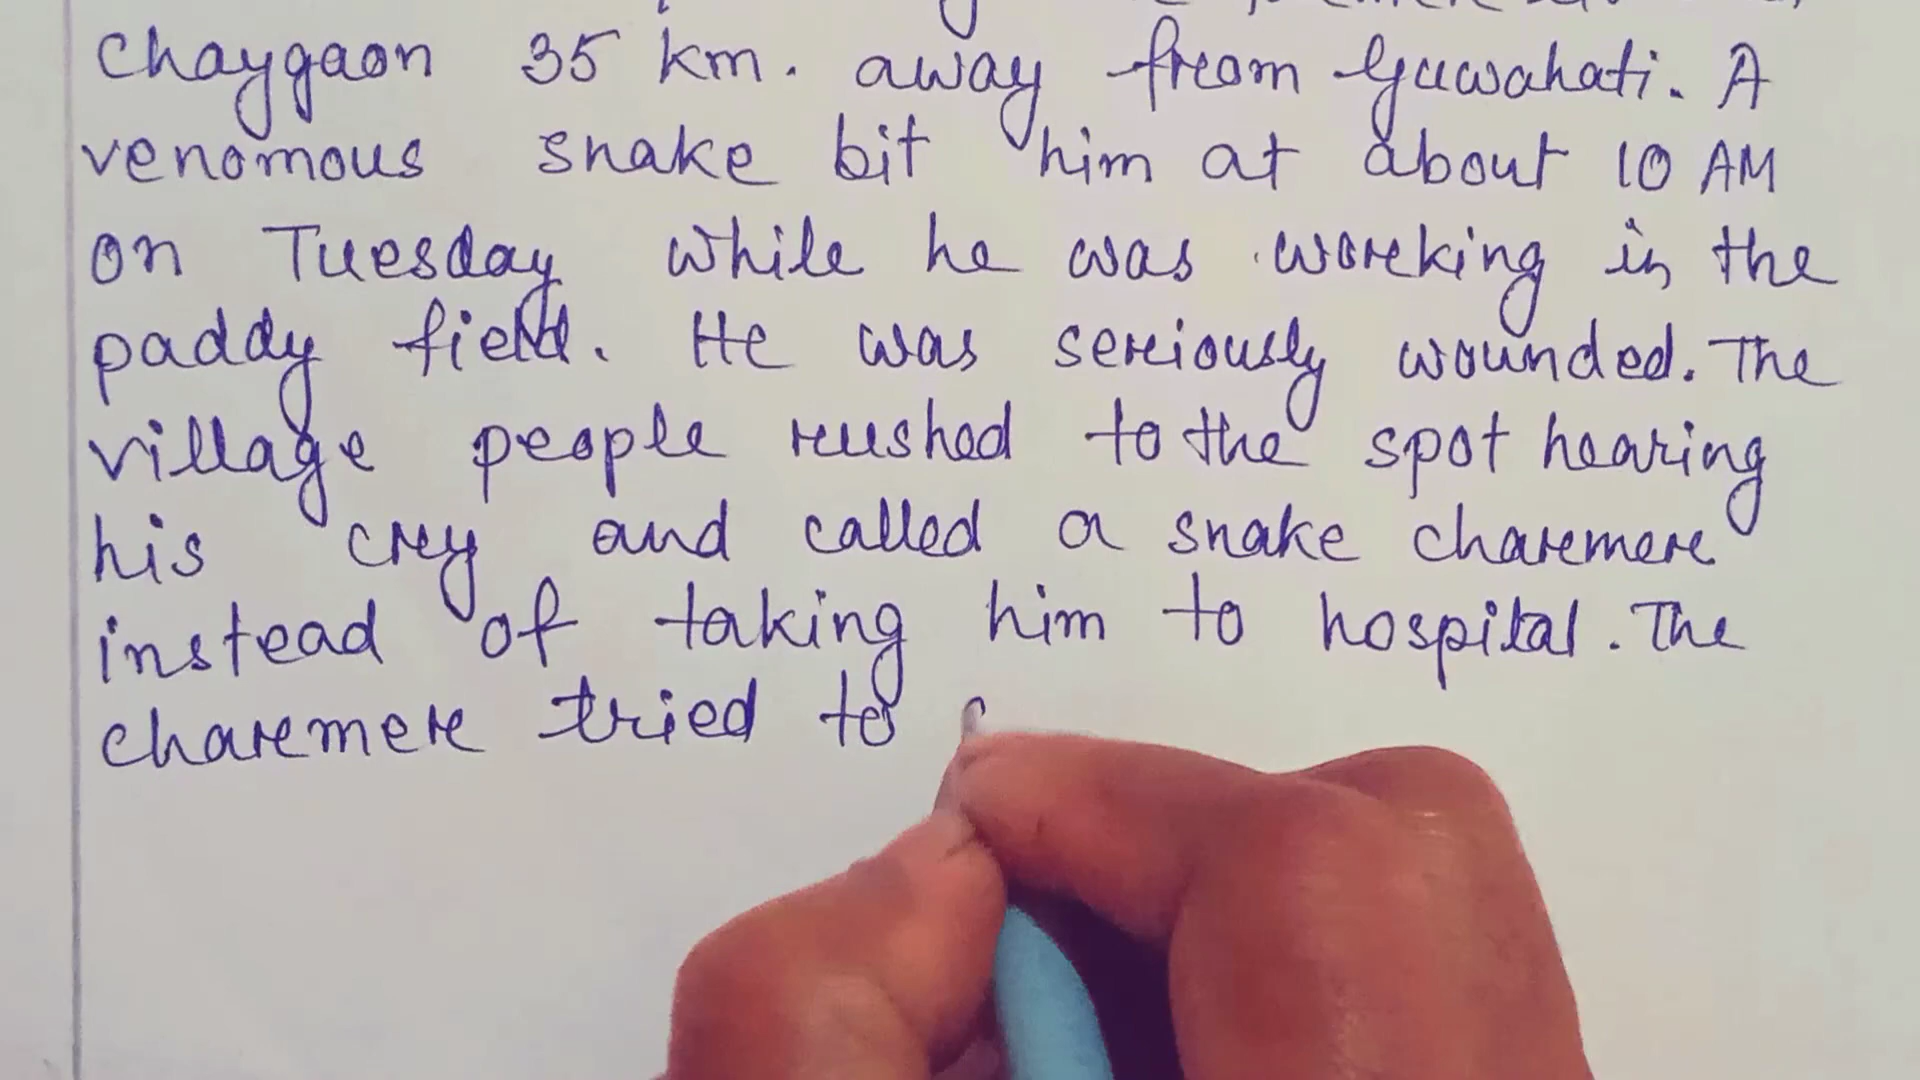 Chaygaon 35 km. away from Guwahati. A
venomous snake bit him at about 10 AM
on Tuesday while he was working in the
paddy field. He was seriously wounded. The
village people rushed to the spot hearing
his cry and called a snake charmer
instead of taking him to hospital. The
charmer tried to